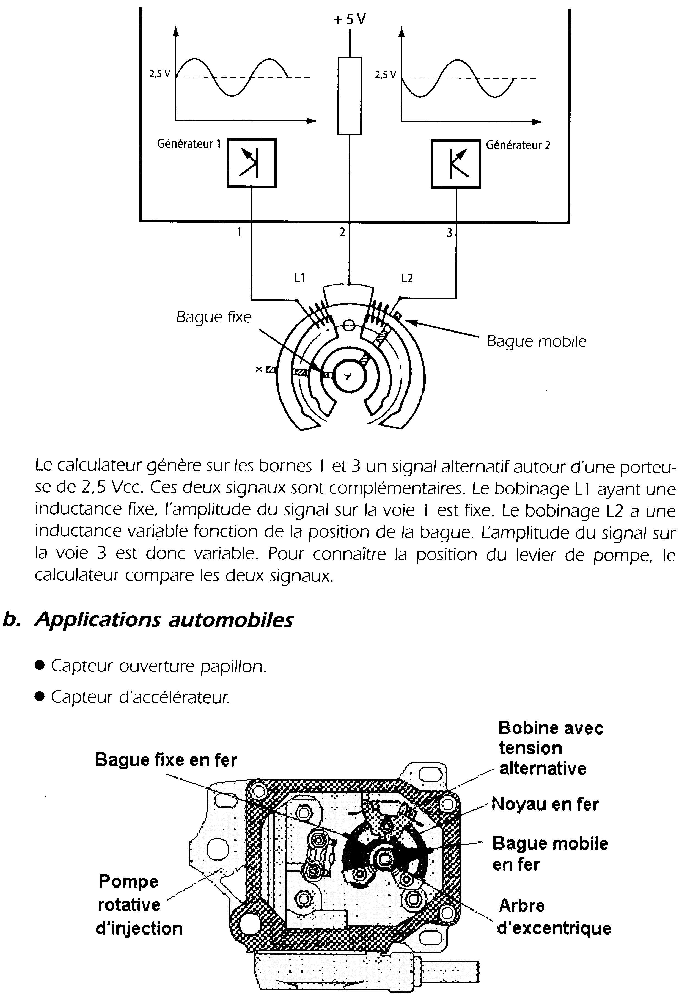 + 5 V
2,5 V
2,5 V
Générateur 1
Générateur 2
1
2
3
L1
L2
Bague fixe
Bague mobile
x
Le calculateur génère sur les bornes 1 et 3 un signal alternatif autour d'une porteu-
se de 2,5 Vcc. Ces deux signaux sont complémentaires. Le bobinage L1 ayant une
inductance fixe, l'amplitude du signal sur la voie 1 est fixe. Le bobinage L2 a une
inductance variable fonction de la position de la bague. L'amplitude du signal sur
la voie 3 est donc variable. Pour connaître la position du levier de pompe, le
calculateur compare les deux signaux.
b. Applications automobiles
● Capteur ouverture papillon.
● Capteur d'accélérateur.
Bobine avec
tension
alternative
Bague fixe en fer
Noyau en fer
Bague mobile
en fer
Pompe
rotative
d'injection
Arbre
d'excentrique